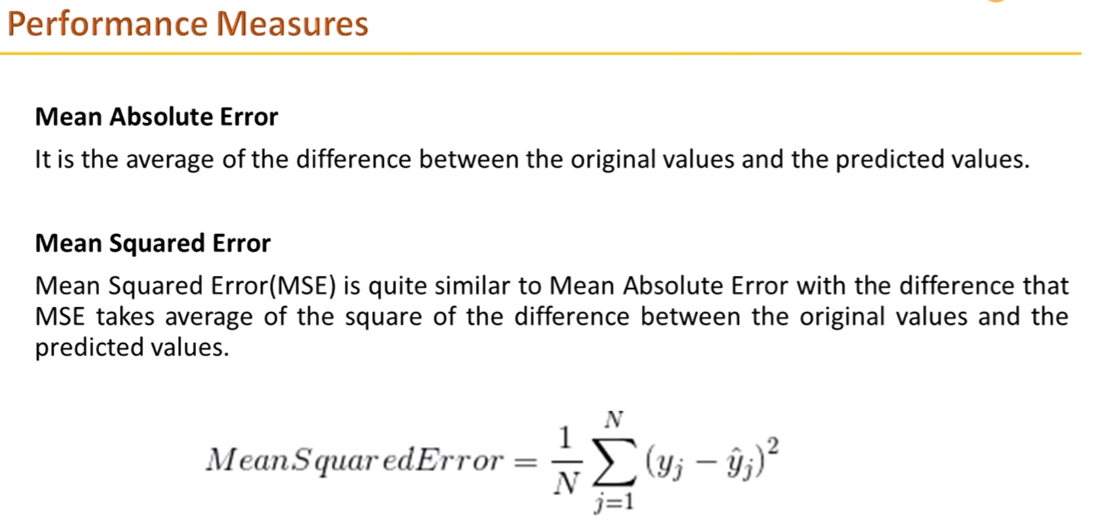 Performance Measures
Mean Absolute Error
It is the average of the difference between the original values and the predicted values.
Mean Squared Error
Mean Squared Error(MSE) is quite similar to Mean Absolute Error with the difference that
MSE takes average of the square of the difference between the original values and the
predicted values.
MeanSquaredError = \frac{1}{N} \sum_{j=1}^{N} (y_j - \hat{y}_j)^2